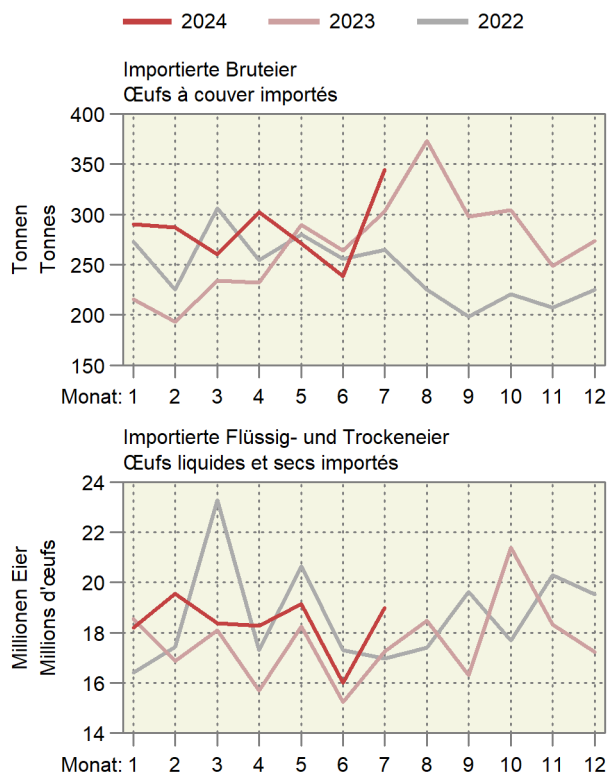 2024 2023 2022
Importierte Bruteier
Œufs à couver importés
400
350
300
250
200
150
Tonnen
Tonnes
Monat: 1 2 3 4 5 6 7 8 9 10 11 12
Importierte Flüssig- und Trockeneier
Œufs liquides et secs importés
24
22
20
18
16
14
Millionen Eier
Millions d'œufs
Monat: 1 2 3 4 5 6 7 8 9 10 11 12